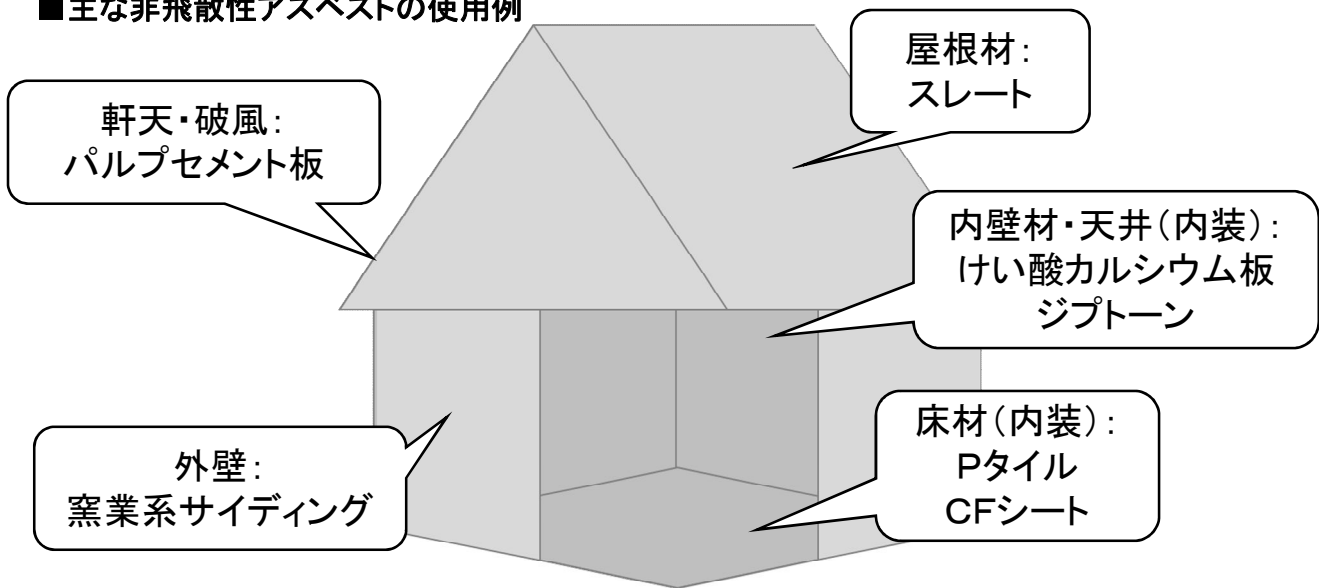 ■主な非飛散性アスベストの使用例
屋根材：
スレート
軒天・破風：
パルプセメント板
内壁材・天井（内装）：
けい酸カルシウム板
ジプトーン
床材（内装）：
Pタイル
CFシート
外壁：
窯業系サイディング